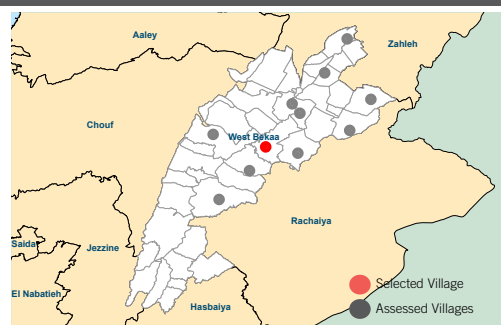 Aaley
Zahleh
Chouf
West Bekaa
Rachaiya
Saida
Jezzine
El Nabatieh
Hasbaiya
Selected Village
Assessed Villages